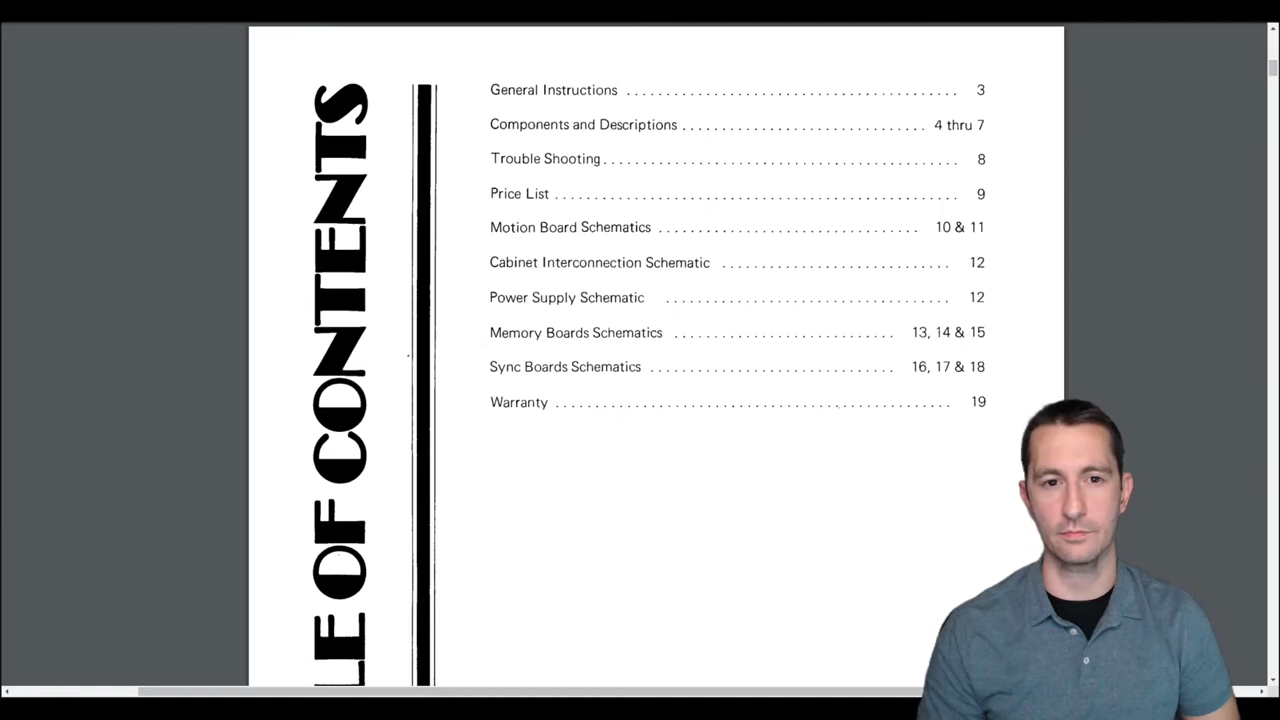 LE OF CONTENTS
General Instructions ........................................ 3
Components and Descriptions .............................. 4 thru 7
Trouble Shooting ........................................... 8
Price List ................................................. 9
Motion Board Schematics ................................ 10 & 11
Cabinet Interconnection Schematic ............................ 12
Power Supply Schematic .................................... 12
Memory Boards Schematics ........................... 13, 14 & 15
Sync Boards Schematics .............................. 16, 17 & 18
Warranty ................................................. 19